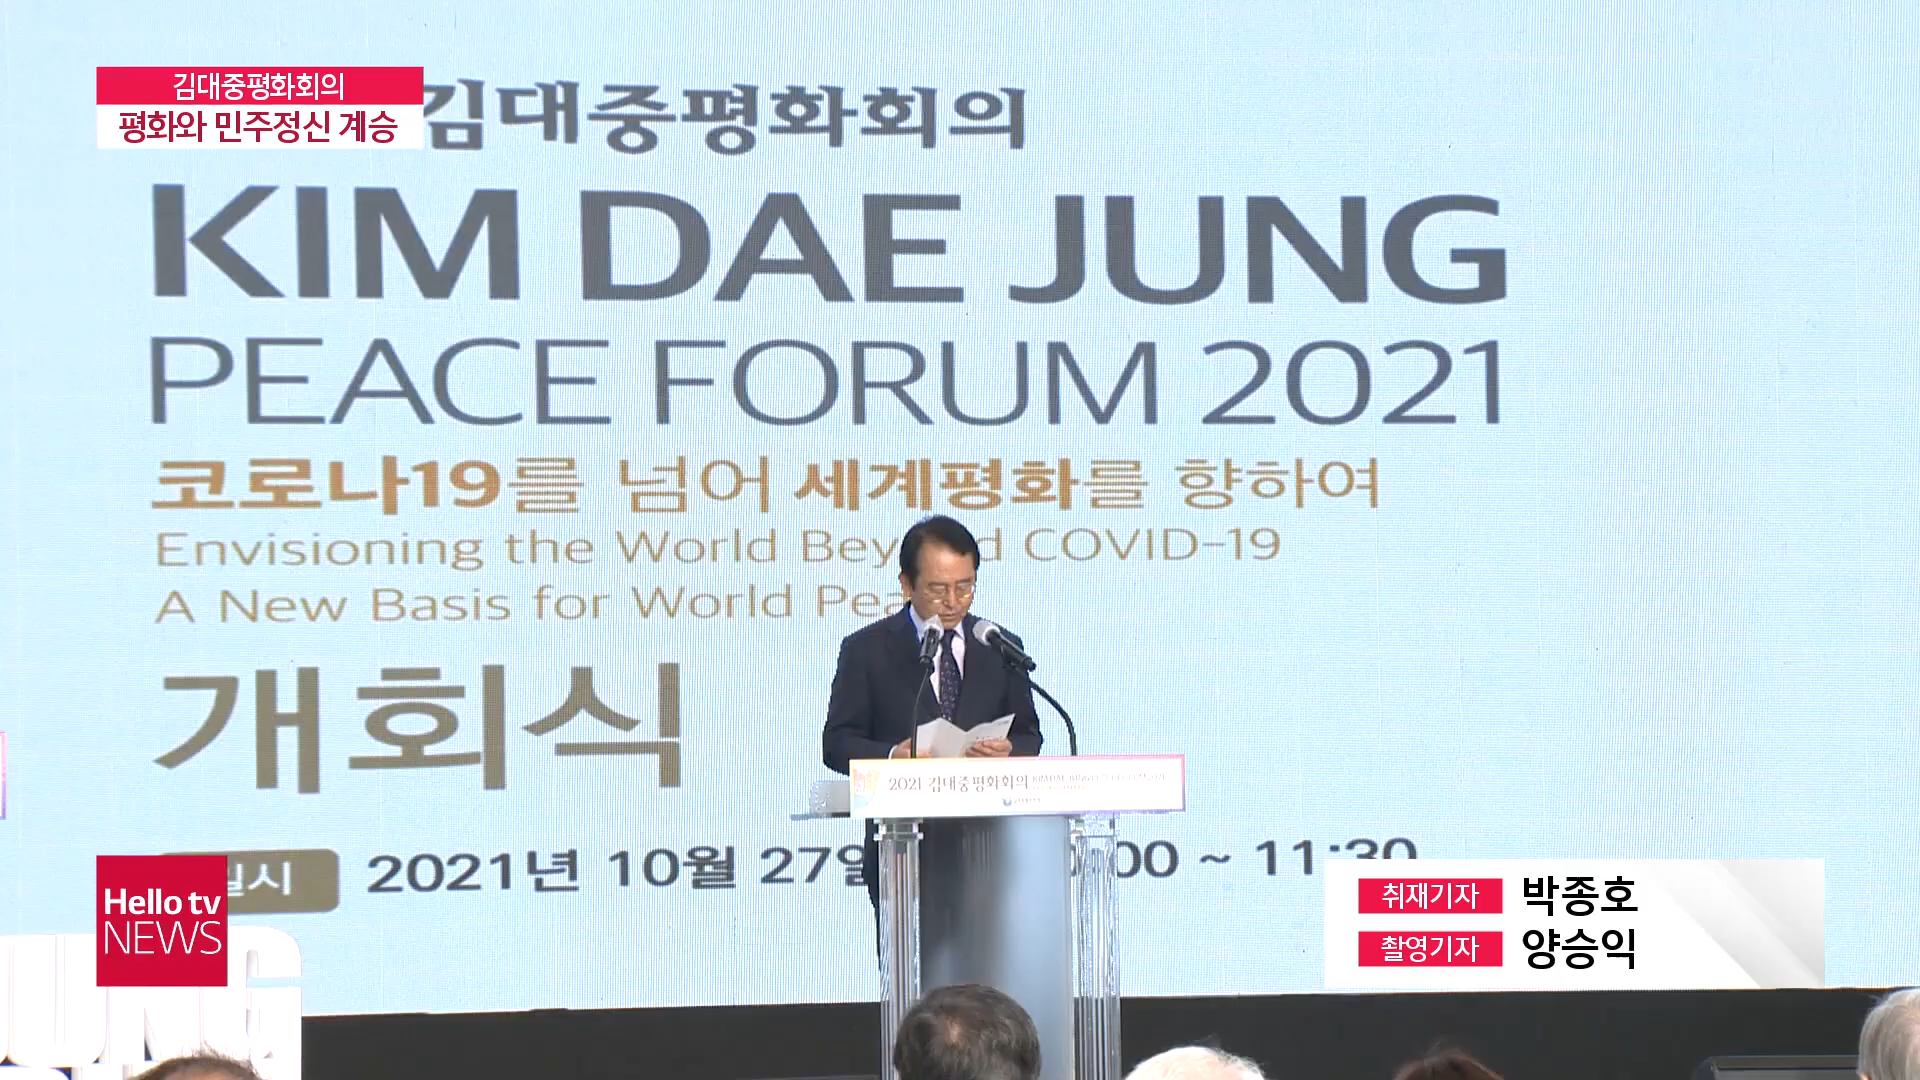 김대중평화회의
평화와 민주정신 계승
김대중평화회의
KIM DAE JUNG
PEACE FORUM 2021
코로나19를 넘어 세계평화를 향하여
Envisioning the World Bey d COVID-19
A New Basis for World Pea
개회식
2021 김대중평화회의
일시 2021년 10월 27일 00 ~ 11:30
Hello tv
NEWS
취재기자 박종호
촬영기자 양승익
UNG